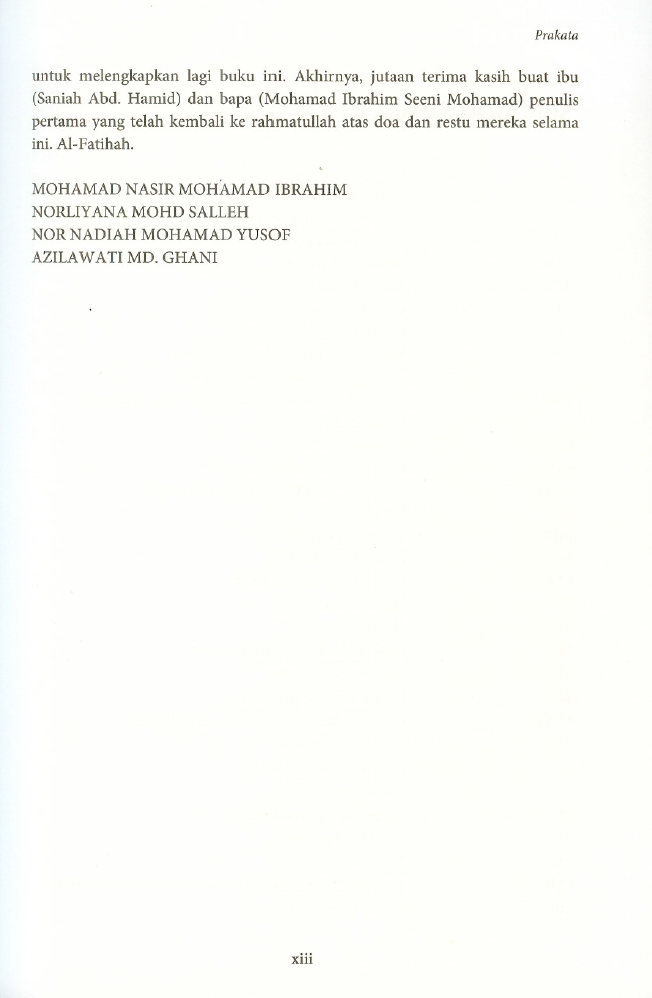 Prakata
untuk melengkapkan lagi buku ini. Akhirnya, jutaan terima kasih buat ibu
(Saniah Abd. Hamid) dan bapa (Mohamad Ibrahim Seeni Mohamad) penulis
pertama yang telah kembali ke rahmatullah atas doa dan restu mereka selama
ini. Al-Fatihah.
MOHAMAD NASIR MOHAMAD IBRAHIM
NORLIYANA MOHD SALLEH
NOR NADIAH MOHAMAD YUSOF
AZILAWATI MD. GHANI
xiii